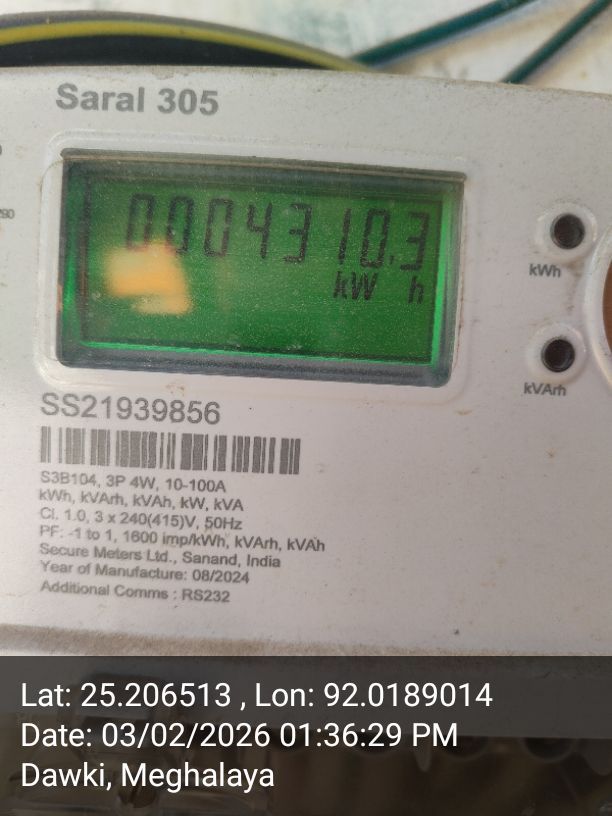 Saral 305
0004310.3
kW h
kWh
kVArh
SS21939856
S3B104, 3P 4W, 10-100A
kWh, kVArh, kVAh, kW, kVA
Cl. 1.0, 3 x 240(415)V, 50Hz
PF: -1 to 1, 1600 imp/kWh, kVArh, kVAh
Secure Meters Ltd., Sanand, India
Year of Manufacture: 08/2024
Additional Comms : RS232
Lat: 25.206513 , Lon: 92.0189014
Date: 03/02/2026 01:36:29 PM
Dawki, Meghalaya